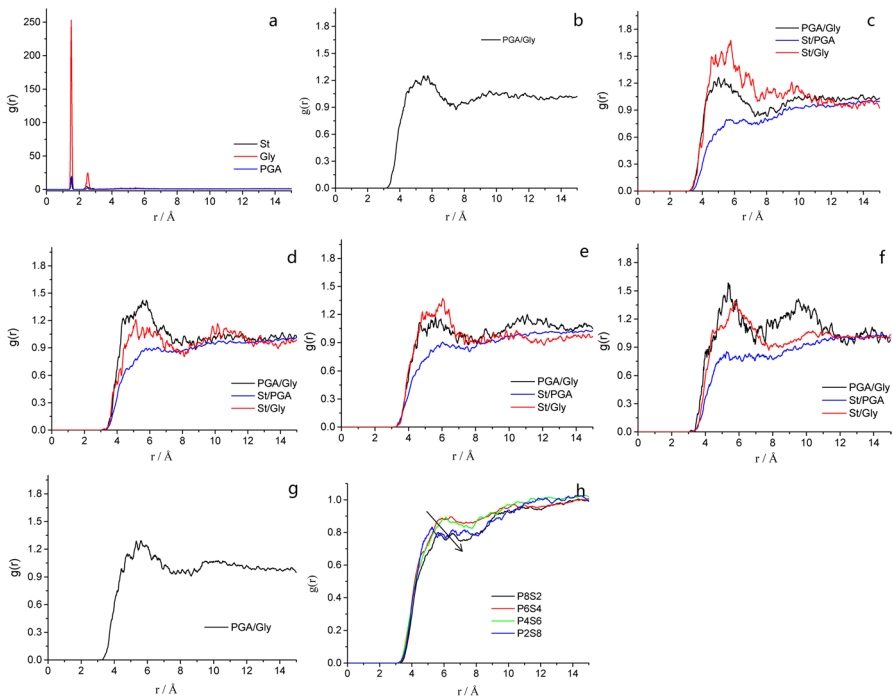 a
250
200
150
100
50
0
g(r)
St
Gly
PGA
0 2 4 6 8 10 12 14
r / Å
b
PGA/Gly
1.8
1.5
1.2
0.9
0.6
0.3
0.0
g(r)
0 2 4 6 8 10 12 14
r / Å
c
PGA/Gly
St/PGA
St/Gly
1.8
1.5
1.2
0.9
0.6
0.3
0.0
g(r)
0 2 4 6 8 10 12 14
r / Å
d
1.8
1.5
1.2
0.9
0.6
0.3
0.0
g(r)
PGA/Gly
St/PGA
St/Gly
0 2 4 6 8 10 12 14
r / Å
e
1.8
1.5
1.2
0.9
0.6
0.3
0.0
g(r)
PGA/Gly
St/PGA
St/Gly
0 2 4 6 8 10 12 14
r / Å
f
1.8
1.5
1.2
0.9
0.6
0.3
0.0
g(r)
PGA/Gly
St/PGA
St/Gly
0 2 4 6 8 10 12 14
r / Å
g
1.8
1.5
1.2
0.9
0.6
0.3
0.0
g(r)
PGA/Gly
0 2 4 6 8 10 12 14
r / Å
h
1.0
0.8
0.6
0.4
0.2
0.0
g(r)
P8S2
P6S4
P4S6
P2S8
0 2 4 6 8 10 12 14
r / Å